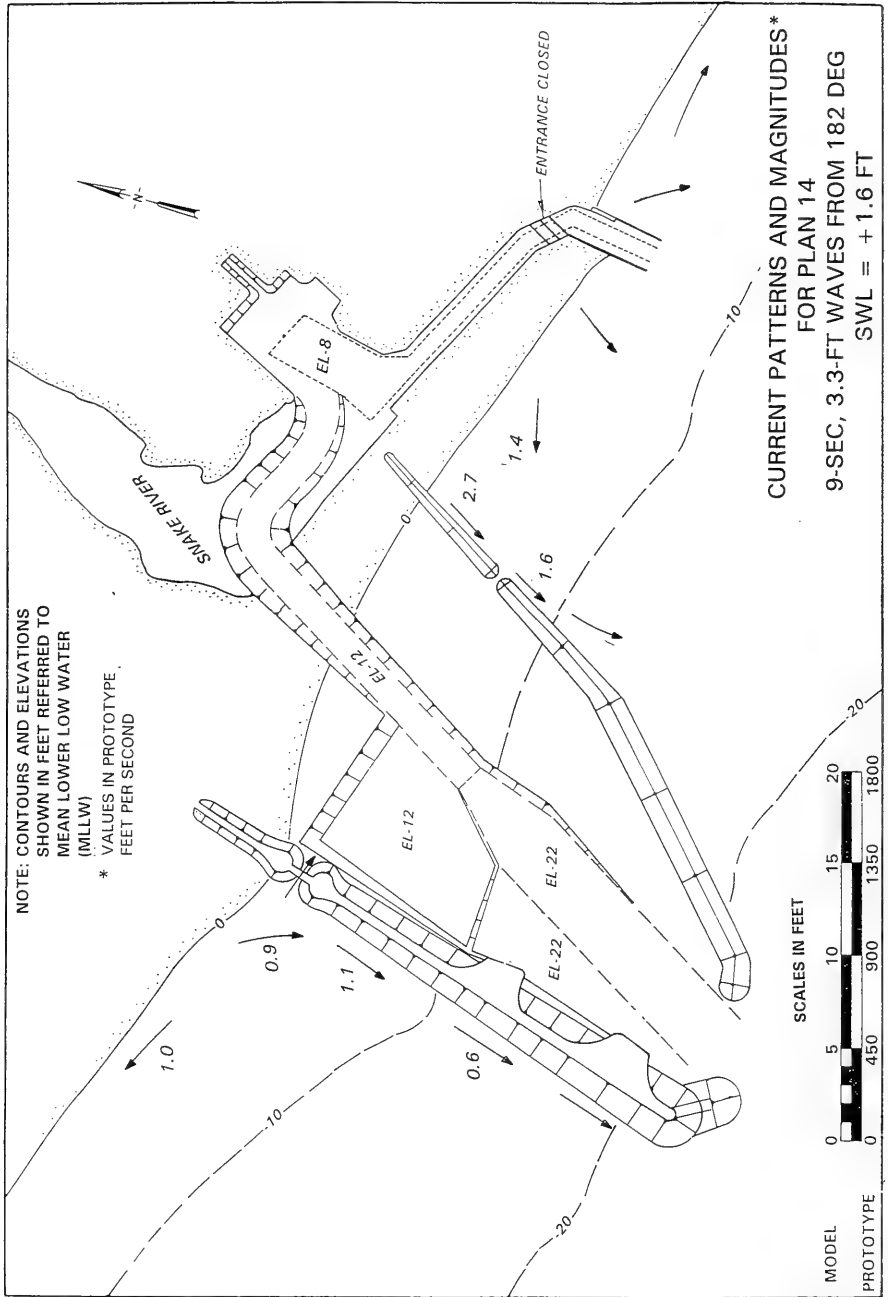 NOTE: CONTOURS AND ELEVATIONS
SHOWN IN FEET REFERRED TO
MEAN LOWER LOW WATER
(MLLW)
* VALUES IN PROTOTYPE
FEET PER SECOND
SNAKE RIVER
-N-
EL-8
ENTRANCE CLOSED
0
0
EL-12
EL-12
EL-22
EL-22
2.7
1.4
1.6
0.9
1.1
1.0
0.6
-10
-10
-20
-20
CURRENT PATTERNS AND MAGNITUDES*
FOR PLAN 14
9-SEC, 3.3-FT WAVES FROM 182 DEG
SWL = +1.6 FT
SCALES IN FEET
MODEL 0 5 10 15 20
PROTOTYPE 0 450 900 1350 1800